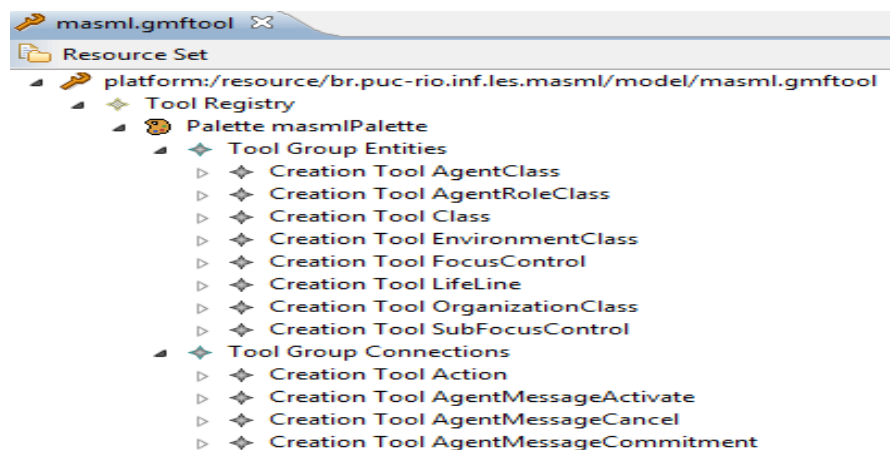 masml.gmftool
Resource Set
platform:/resource/br.puc-rio.inf.les.masml/model/masml.gmftool
Tool Registry
Palette masmlPalette
Tool Group Entities
Creation Tool AgentClass
Creation Tool AgentRoleClass
Creation Tool Class
Creation Tool EnvironmentClass
Creation Tool FocusControl
Creation Tool LifeLine
Creation Tool OrganizationClass
Creation Tool SubFocusControl
Tool Group Connections
Creation Tool Action
Creation Tool AgentMessageActivate
Creation Tool AgentMessageCancel
Creation Tool AgentMessageCommitment